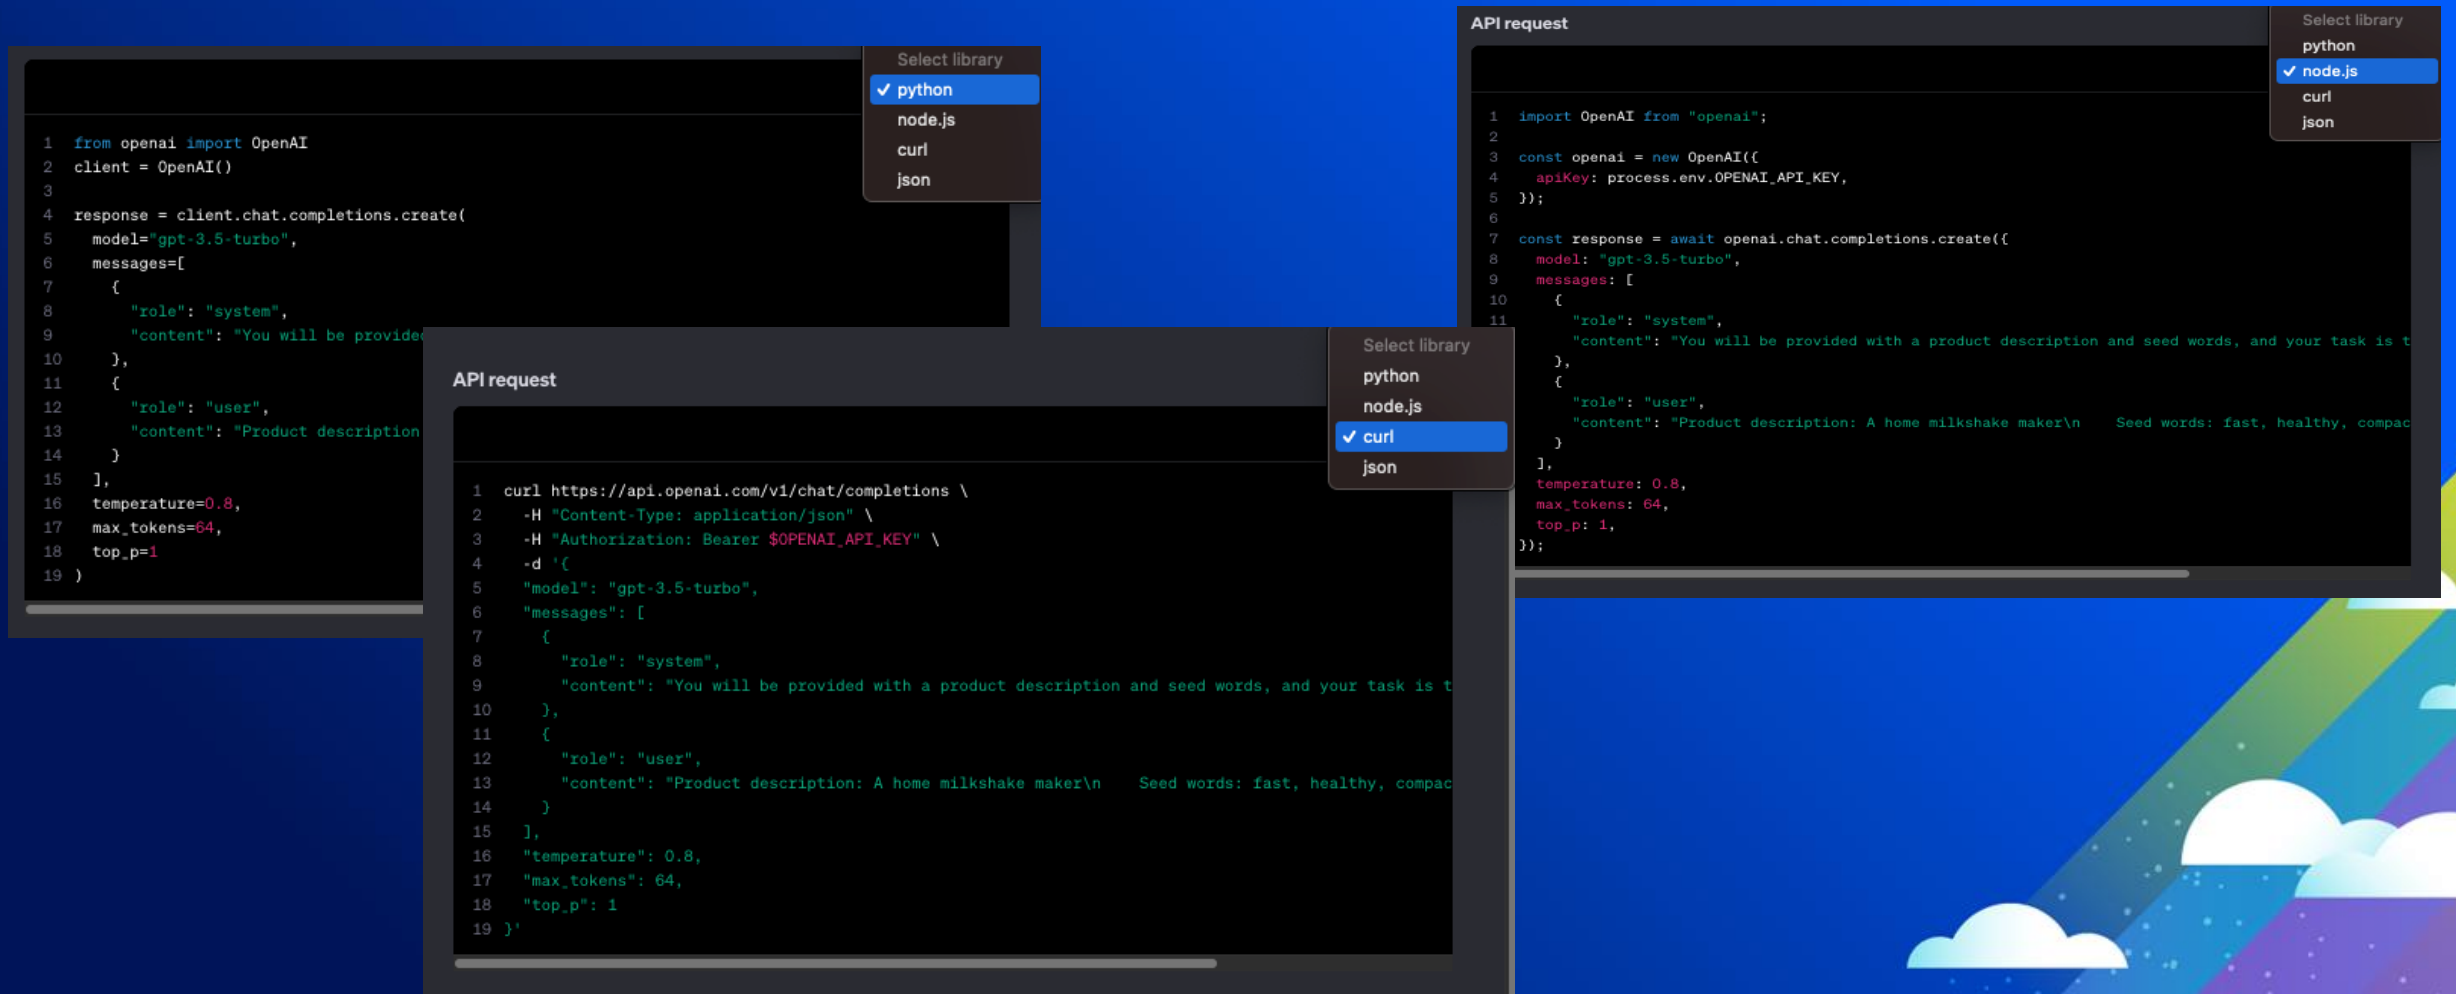 Select library
✓ python
node.js
curl
json
1 from openai import OpenAI
2 client = OpenAI()
3
4 response = client.chat.completions.create(
5 model="gpt-3.5-turbo",
6 messages=[
7 {
8 "role": "system",
9 "content": "You will be provided
10 },
11 {
12 "role": "user",
13 "content": "Product description
14 }
15 ],
16 temperature=0.8,
17 max_tokens=64,
18 top_p=1
19 )
API request
Select library
python
node.js
✓ curl
json
1 curl https://api.openai.com/v1/chat/completions \
2 -H "Content-Type: application/json" \
3 -H "Authorization: Bearer $OPENAI_API_KEY" \
4 -d '{
5 "model": "gpt-3.5-turbo",
6 "messages": [
7 {
8 "role": "system",
9 "content": "You will be provided with a product description and seed words, and your task is t
10 },
11 {
12 "role": "user",
13 "content": "Product description: A home milkshake maker\n    Seed words: fast, healthy, compac
14 }
15 ],
16 "temperature": 0.8,
17 "max_tokens": 64,
18 "top_p": 1
19 }'
API request
Select library
python
✓ node.js
curl
json
1 import OpenAI from "openai";
2
3 const openai = new OpenAI({
4 apiKey: process.env.OPENAI_API_KEY,
5 });
6
7 const response = await openai.chat.completions.create({
8 model: "gpt-3.5-turbo",
9 messages: [
10 {
11 "role": "system",
"content": "You will be provided with a product description and seed words, and your task is t
},
{
"role": "user",
"content": "Product description: A home milkshake maker\n    Seed words: fast, healthy, compac
}
],
temperature: 0.8,
max_tokens: 64,
top_p: 1,
});